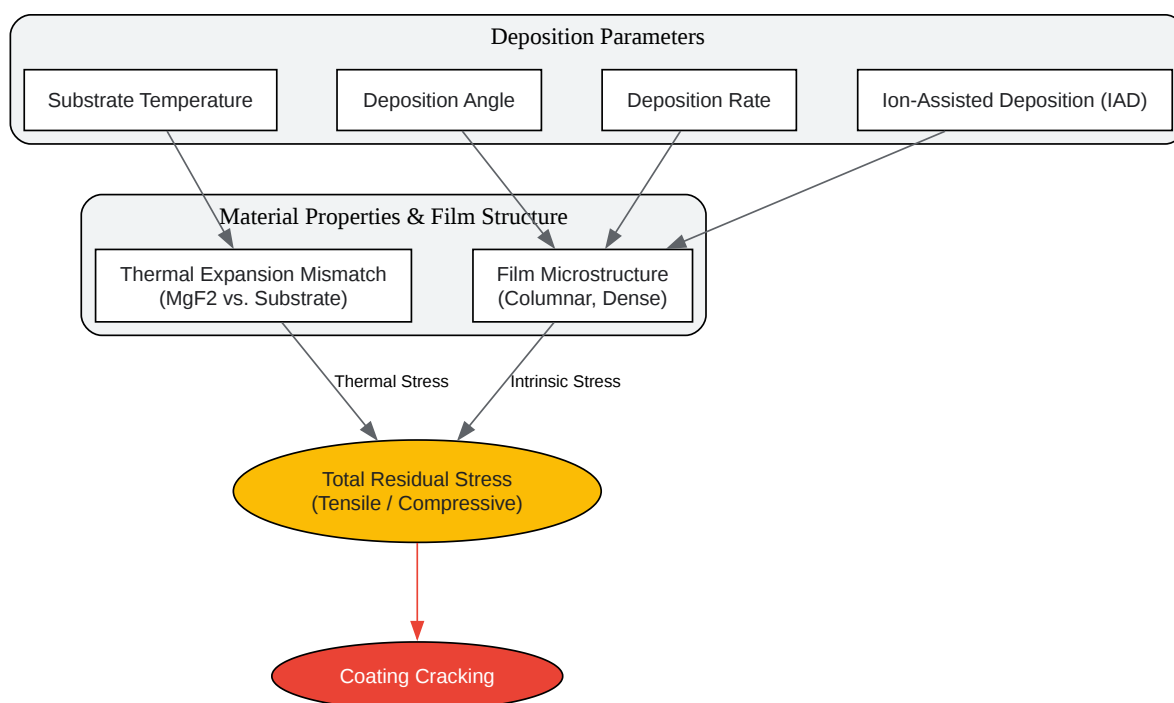 Deposition Parameters
Substrate Temperature
Deposition Angle
Deposition Rate
Ion-Assisted Deposition (IAD)
Material Properties & Film Structure
Thermal Expansion Mismatch
(MgF2 vs. Substrate)
Film Microstructure
(Columnar, Dense)
Thermal Stress
Intrinsic Stress
Total Residual Stress
(Tensile / Compressive)
Coating Cracking